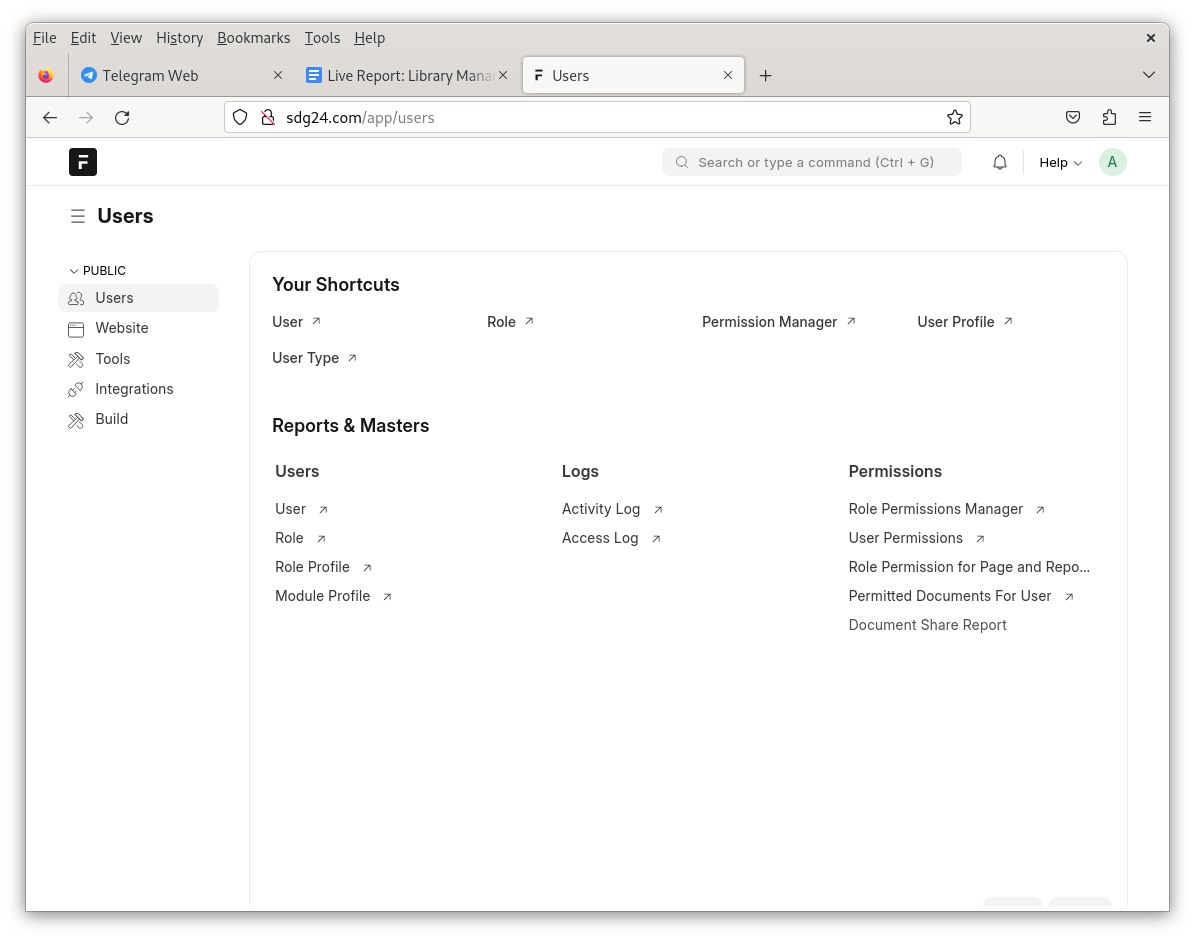 File Edit View History Bookmarks Tools Help
Telegram Web
Live Report: Library Mana
Users
sdg24.com/app/users
Search or type a command (Ctrl + G)
Help
A
Users
PUBLIC
Users
Website
Tools
Integrations
Build
Your Shortcuts
User Role Permission Manager User Profile
User Type
Reports & Masters
Users
User
Role
Role Profile
Module Profile
Logs
Activity Log
Access Log
Permissions
Role Permissions Manager
User Permissions
Role Permission for Page and Repo...
Permitted Documents For User
Document Share Report